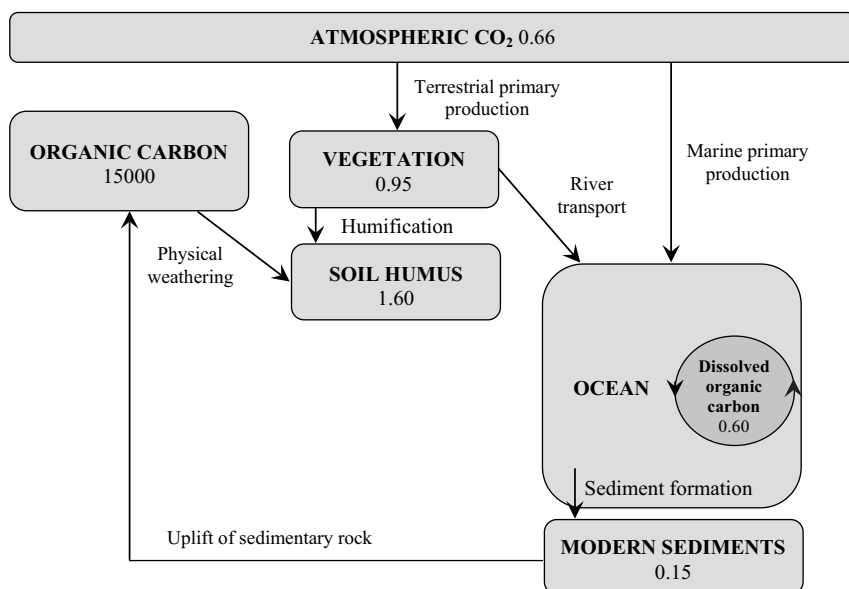 ATMOSPHERIC CO₂ 0.66
Terrestrial primary
production
ORGANIC CARBON
15000
VEGETATION
0.95
Marine primary
production
River
transport
Humification
Physical
weathering
SOIL HUMUS
1.60
OCEAN
Dissolved
organic
carbon
0.60
Sediment formation
Uplift of sedimentary rock
MODERN SEDIMENTS
0.15